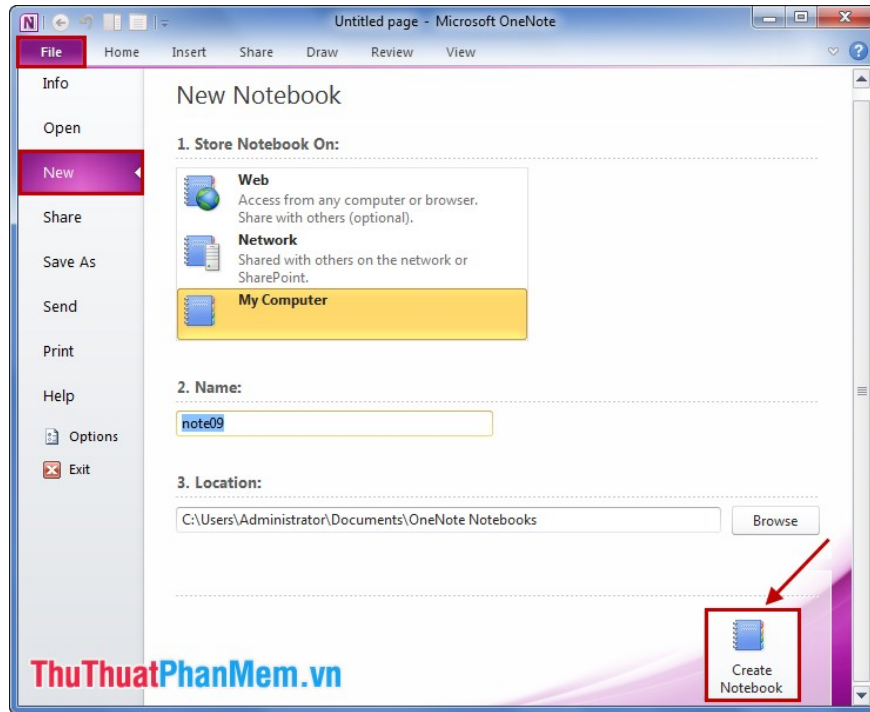 Untitled page - Microsoft OneNote
File Home Insert Share Draw Review View
Info
Open
New
Share
Save As
Send
Print
Help
Options
Exit
New Notebook
1. Store Notebook On:
Web
Access from any computer or browser.
Share with others (optional).
Network
Shared with others on the network or
SharePoint.
My Computer
2. Name:
note09
3. Location:
C:\Users\Administrator\Documents\OneNote Notebooks
Browse
Create
Notebook
ThuThuatPhanMem.vn